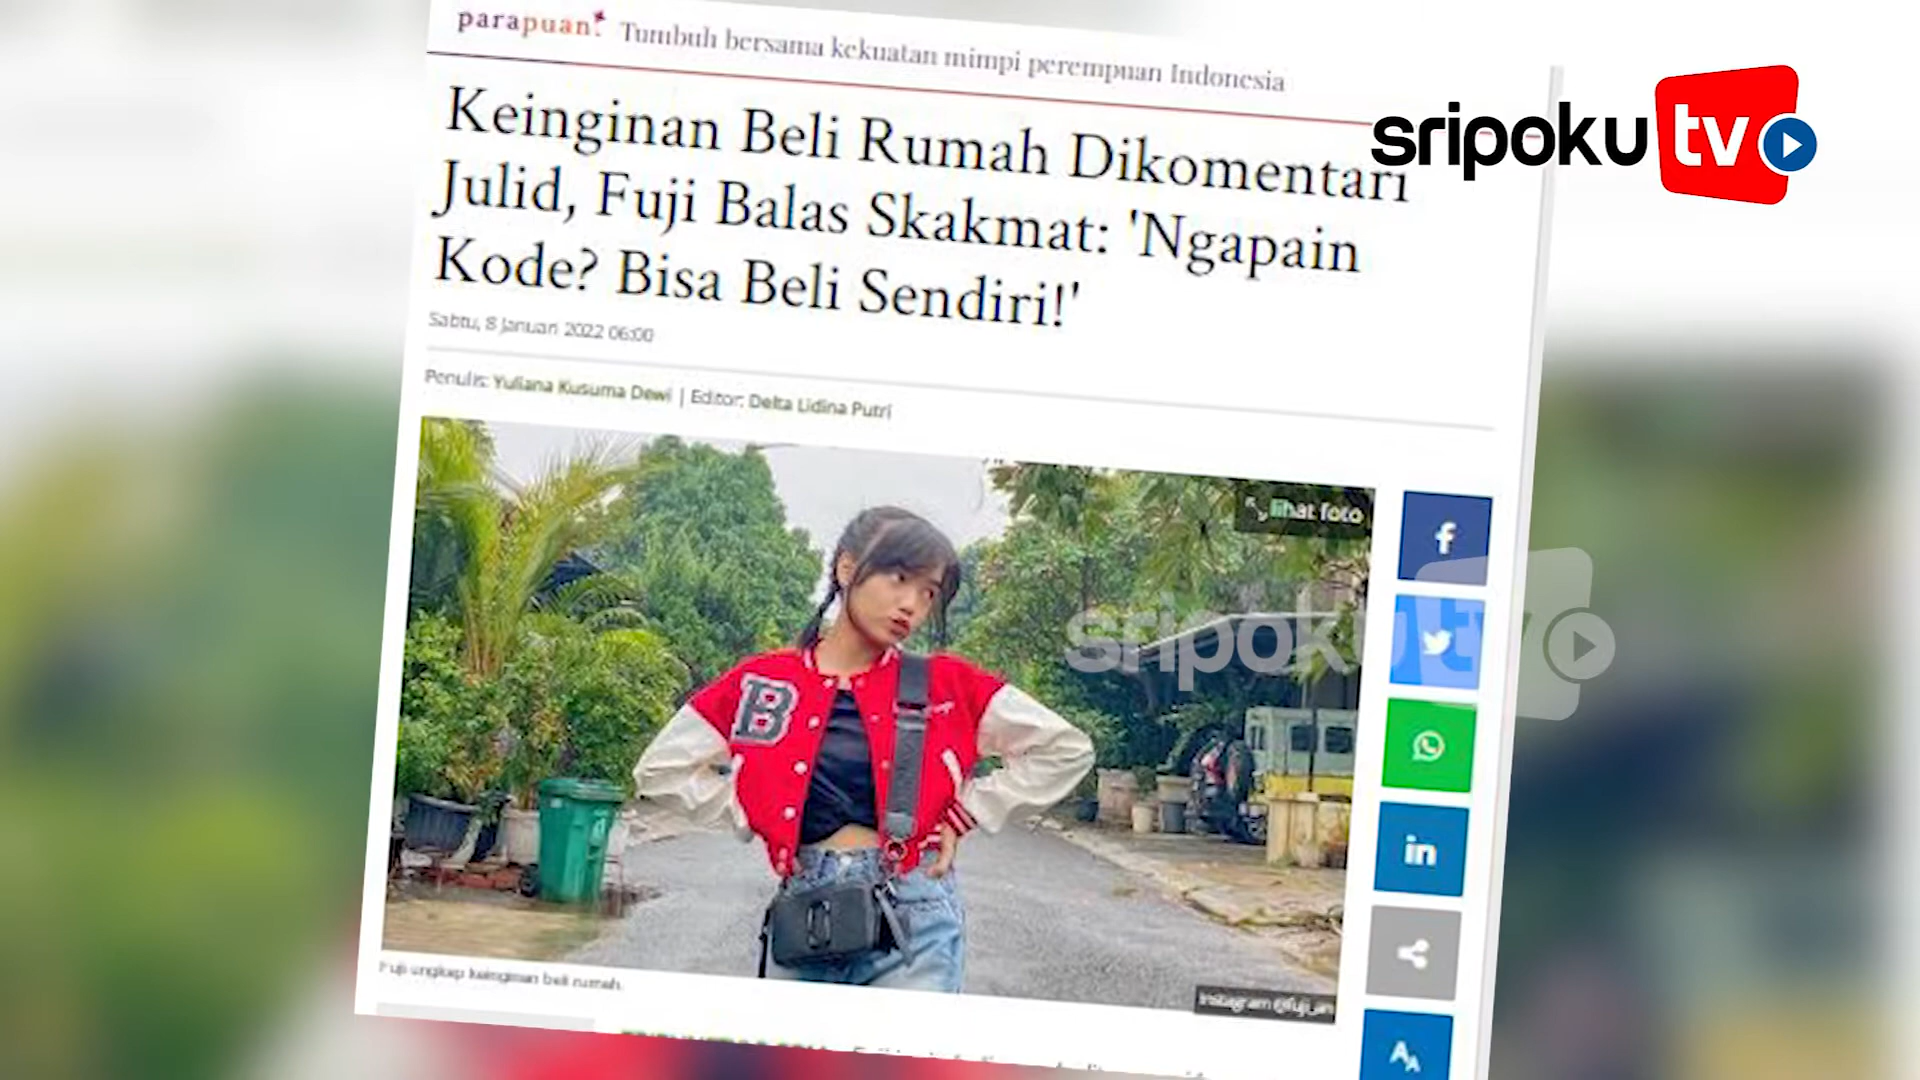 parapuan. Tumbuh bersama kekuatan mimpi perempuan Indonesia
sripoku tv
Keinginan Beli Rumah Dikomentari
Julid, Fuji Balas Skakmat: 'Ngapain
Kode? Bisa Beli Sendiri!'
Sabtu, 8 Januari 2022 06:00
Penulis: Yuliana Kusuma Dewi | Editor: Delta Lidina Putri
lihat foto
f
sripoku tv
B
in
Fuji ungkap keinginan beli rumah.
Instagram @fuji_an
AA